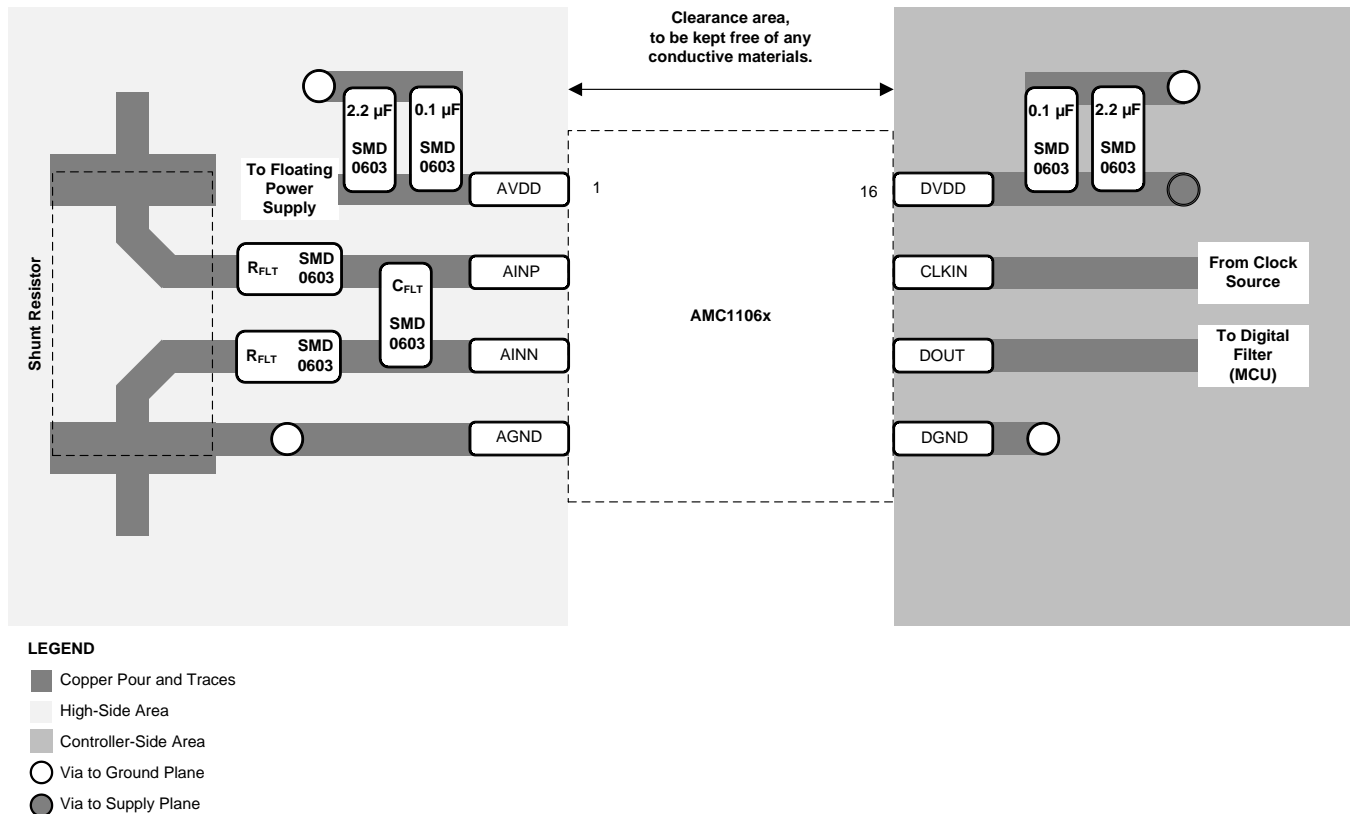 Clearance area,
to be kept free of any
conductive materials.
2.2 µF
SMD
0603
0.1 µF
SMD
0603
0.1 µF
SMD
0603
2.2 µF
SMD
0603
To Floating
Power
Supply
AVDD
1
16
DVDD
Shunt Resistor
RFLT
SMD
0603
CFLT
SMD
0603
AINP
CLKIN
From Clock
Source
AMC1106x
RFLT
SMD
0603
AINN
DOUT
To Digital
Filter
(MCU)
AGND
DGND
LEGEND
Copper Pour and Traces
High-Side Area
Controller-Side Area
Via to Ground Plane
Via to Supply Plane